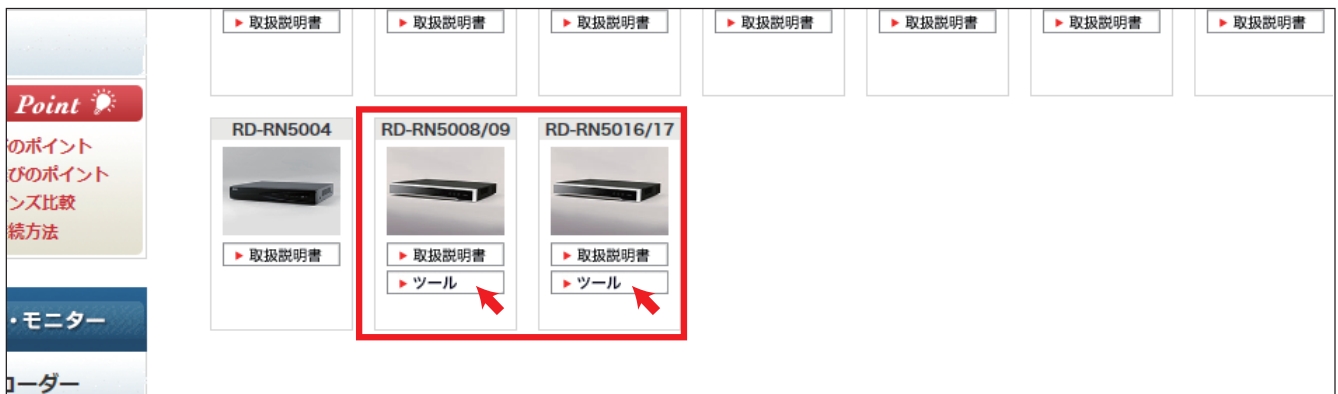 取扱説明書
取扱説明書
取扱説明書
取扱説明書
取扱説明書
取扱説明書
取扱説明書
Point
のポイント
びのポイント
ンズ比較
続方法
・モニター
コーダー
RD-RN5004
取扱説明書
RD-RN5008/09
取扱説明書
ツール
RD-RN5016/17
取扱説明書
ツール